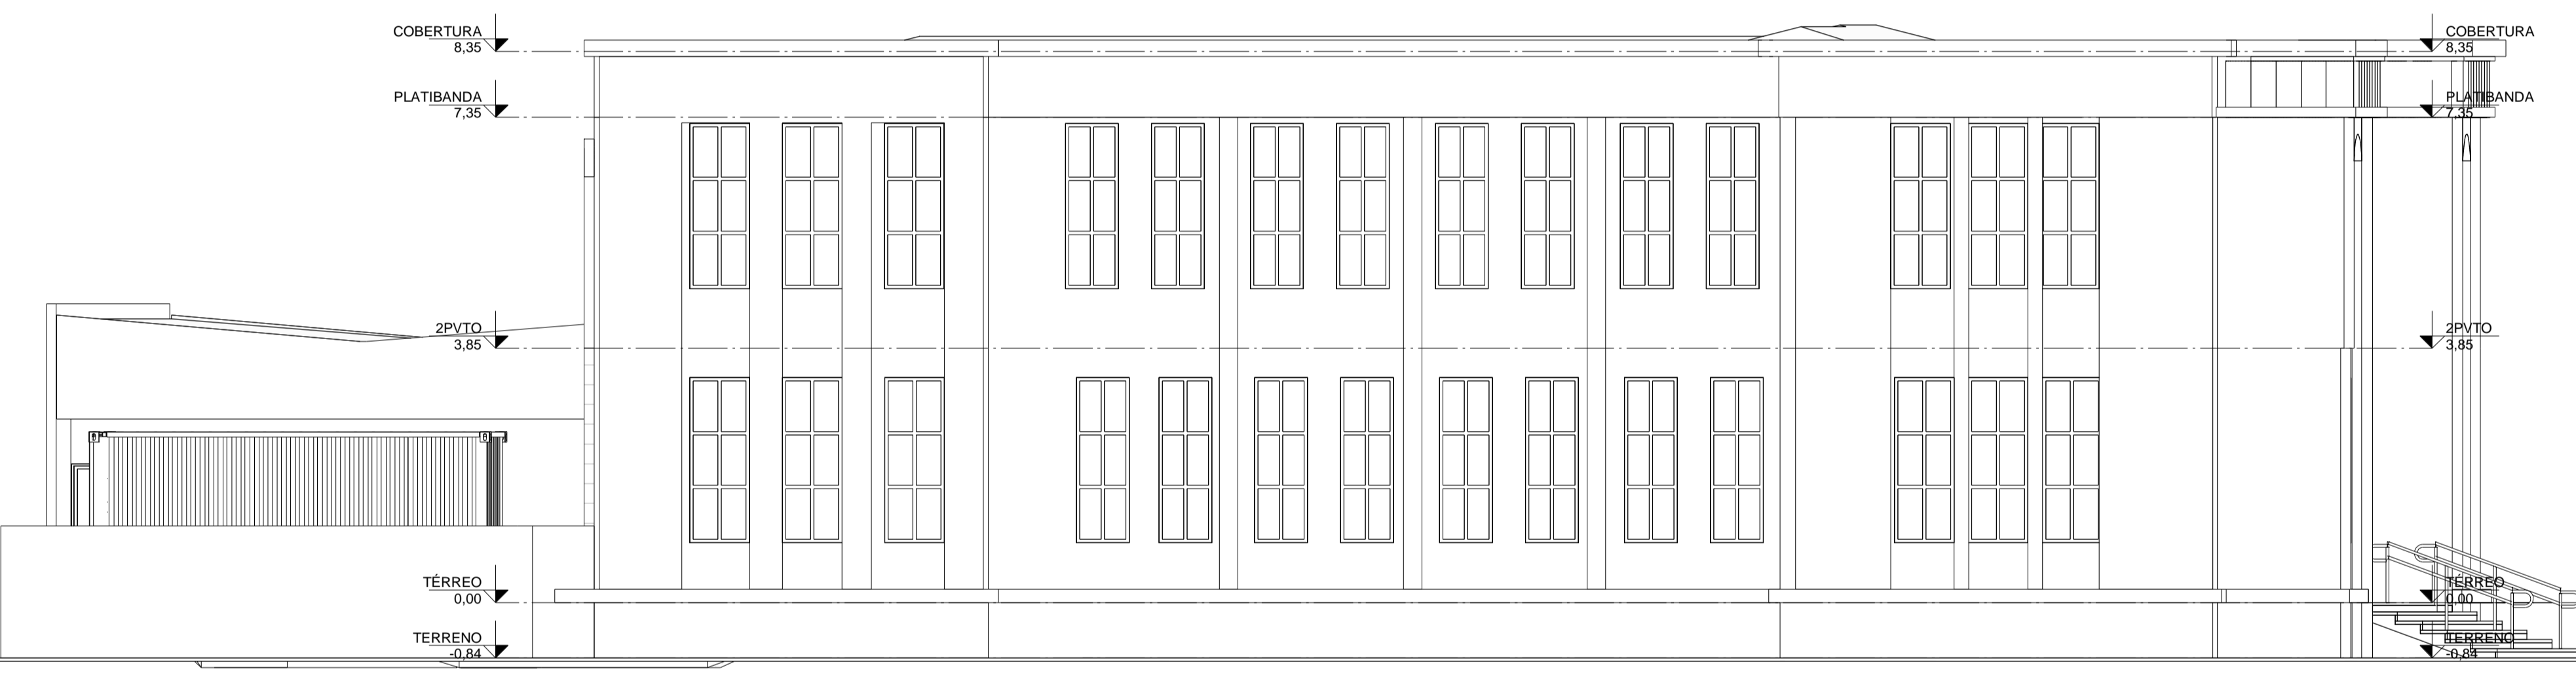 COBERTURA
8,35
COBERTURA
8,35
PLATIBANDA
7,35
PLATIBANDA
7,35
2PVTO
3,85
2PVTO
3,85
TÉRREO
0,00
TÉRREO
0,00
TERRENO
-0,84
TERRENO
-0,84